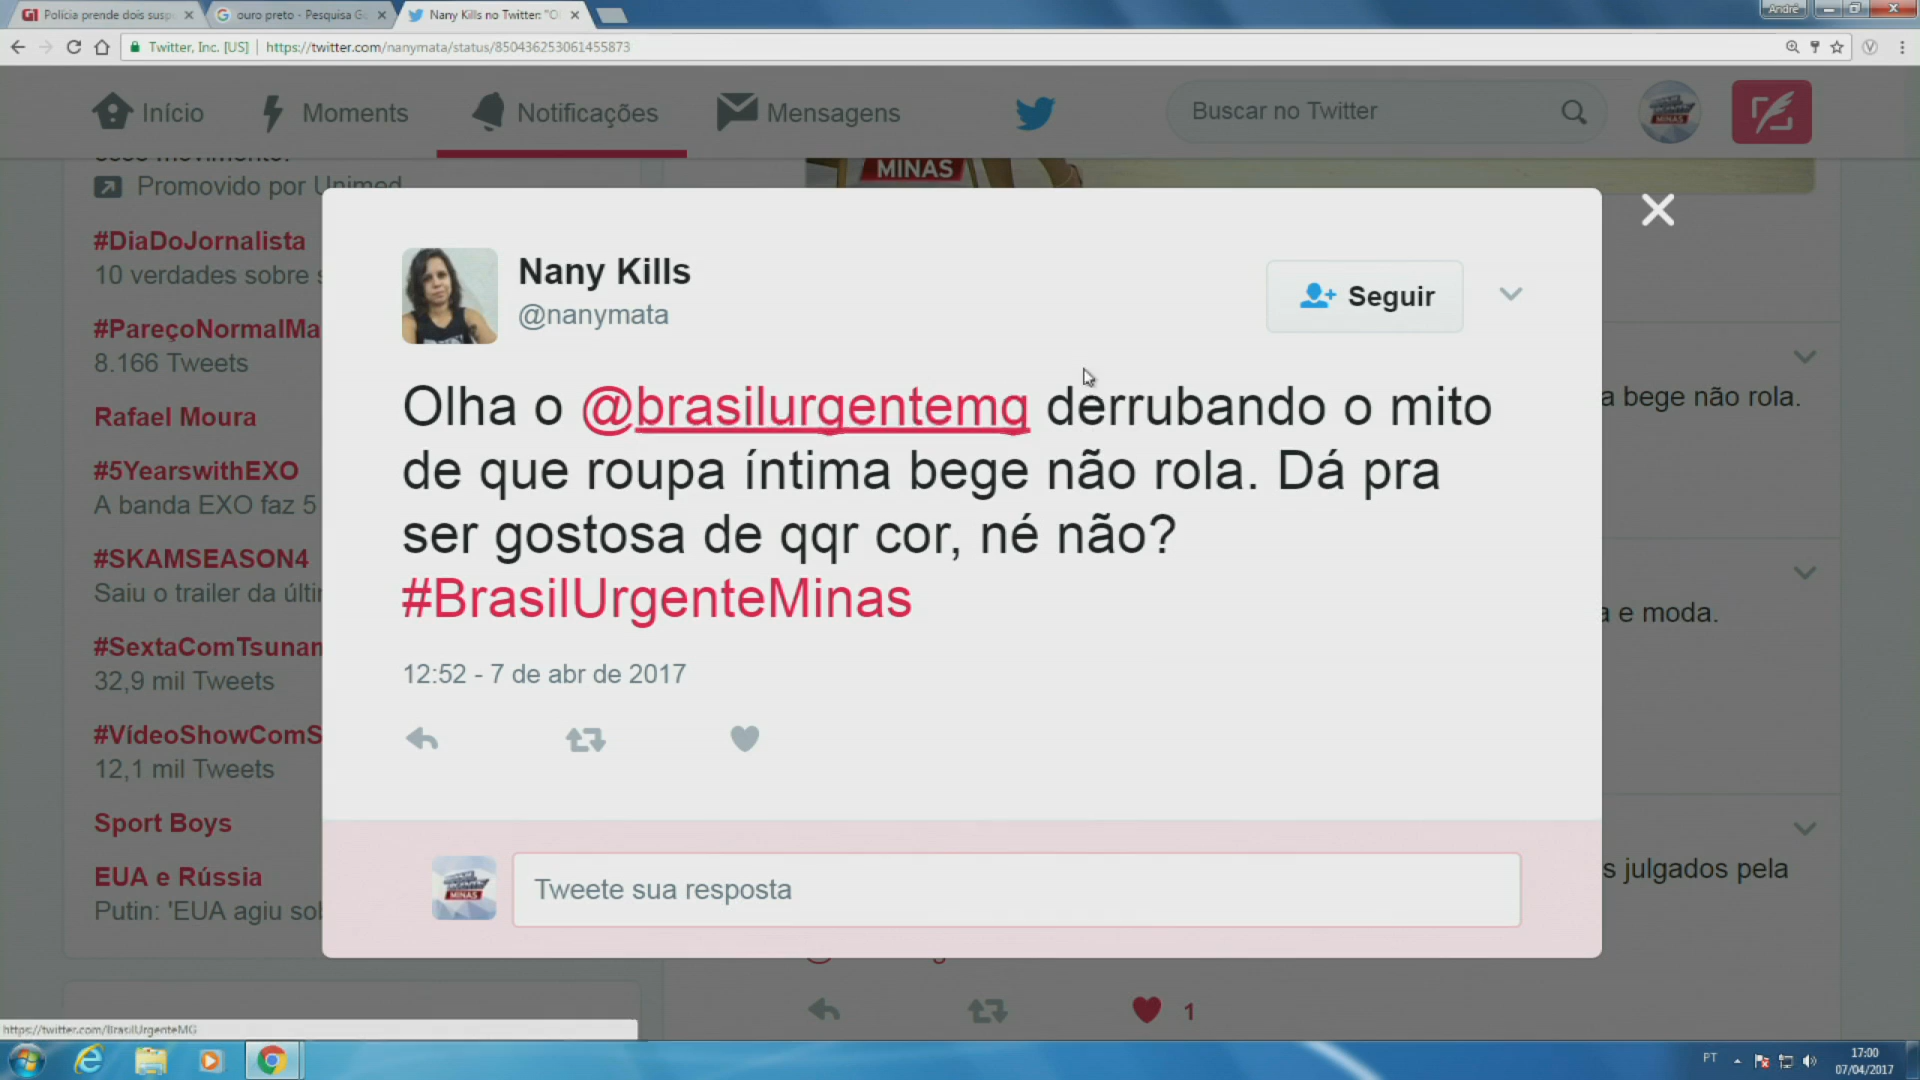 Polícia prende dois susp
ouro preto - Pesquisa Go
Nany Kills no Twitter: "O
André
Twitter, Inc. [US] | https://twitter.com/nanymata/status/850436253061455873
Início
Moments
Notificações
Mensagens
Buscar no Twitter
Promovido por Unimed
MINAS
#DiaDoJornalista
10 verdades sobre s
#PareçoNormalMa
8.166 Tweets
Rafael Moura
#5YearswithEXO
A banda EXO faz 5
#SKAMSEASON4
Saiu o trailer da últi
#SextaComTsunam
32,9 mil Tweets
#VídeoShowComS
12,1 mil Tweets
Sport Boys
EUA e Rússia
Putin: 'EUA agiu sol
Nany Kills
@nanymata
Seguir
Olha o @brasilurgentemg derrubando o mito
de que roupa íntima bege não rola. Dá pra
ser gostosa de qqr cor, né não?
#BrasilUrgenteMinas
12:52 - 7 de abr de 2017
MINAS
Tweete sua resposta
a bege não rola.
a e moda.
s julgados pela
1
https://twitter.com/BrasilUrgenteMG
PT
17:00
07/04/2017